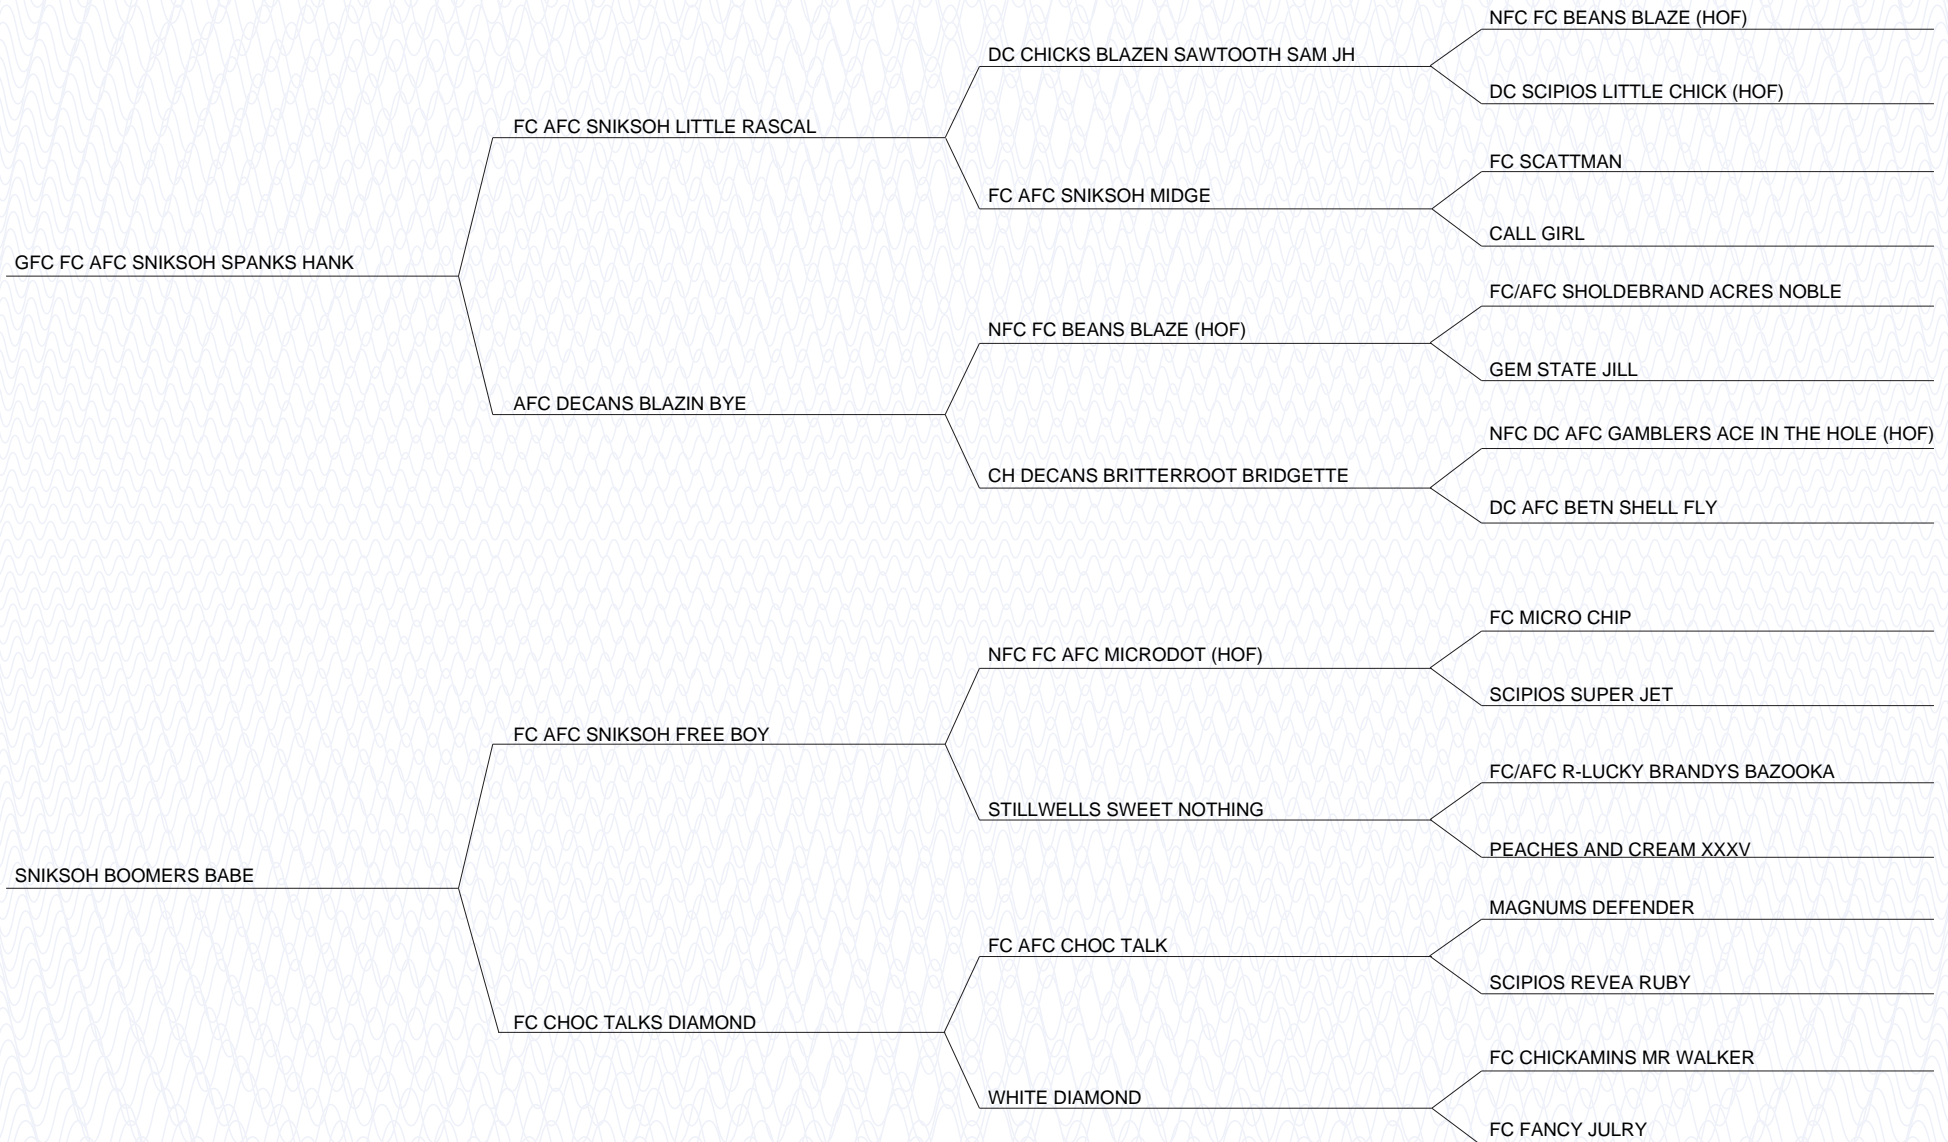 NFC FC BEANS BLAZE (HOF)
DC CHICKS BLAZEN SAWTOOTH SAM JH
DC SCIPIOS LITTLE CHICK (HOF)
FC AFC SNIKSOH LITTLE RASCAL
FC SCATTMAN
FC AFC SNIKSOH MIDGE
CALL GIRL
GFC FC AFC SNIKSOH SPANKS HANK
FC/AFC SHOLDEBRAND ACRES NOBLE
NFC FC BEANS BLAZE (HOF)
GEM STATE JILL
AFC DECANS BLAZIN BYE
NFC DC AFC GAMBLERS ACE IN THE HOLE (HOF)
CH DECANS BRITTERROOT BRIDGETTE
DC AFC BETN SHELL FLY
FC MICRO CHIP
NFC FC AFC MICRODOT (HOF)
SCIPIOS SUPER JET
FC AFC SNIKSOH FREE BOY
FC/AFC R-LUCKY BRANDYS BAZOOKA
STILLWELLS SWEET NOTHING
PEACHES AND CREAM XXXV
SNIKSOH BOOMERS BABE
MAGNUMS DEFENDER
FC AFC CHOC TALK
SCIPIOS REVEA RUBY
FC CHOC TALKS DIAMOND
FC CHICKAMINS MR WALKER
WHITE DIAMOND
FC FANCY JULRY